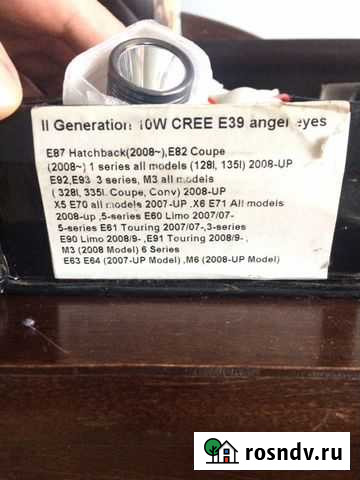 II Generation 10W CREE E39 angel eyes
E87 Hatchback(2008~),E82 Coupe
(2008~) 1 series all models (128I, 135I) 2008-UP
E92,E93 3 series, M3 all models
( 328I, 335I. Coupe, Conv) 2008-UP
X5 E70 all models 2007-UP ,X6 E71 All models
2008-up ,5-series E60 Limo 2007/07-
5-series E61 Touring 2007/07-,3-series
E90 Limo 2008/9- ,E91 Touring 2008/9- ,
M3 (2008 Model) 6 Series
E63 E64 (2007-UP Model) ,M6 (2008-UP Model)
rosndv.ru